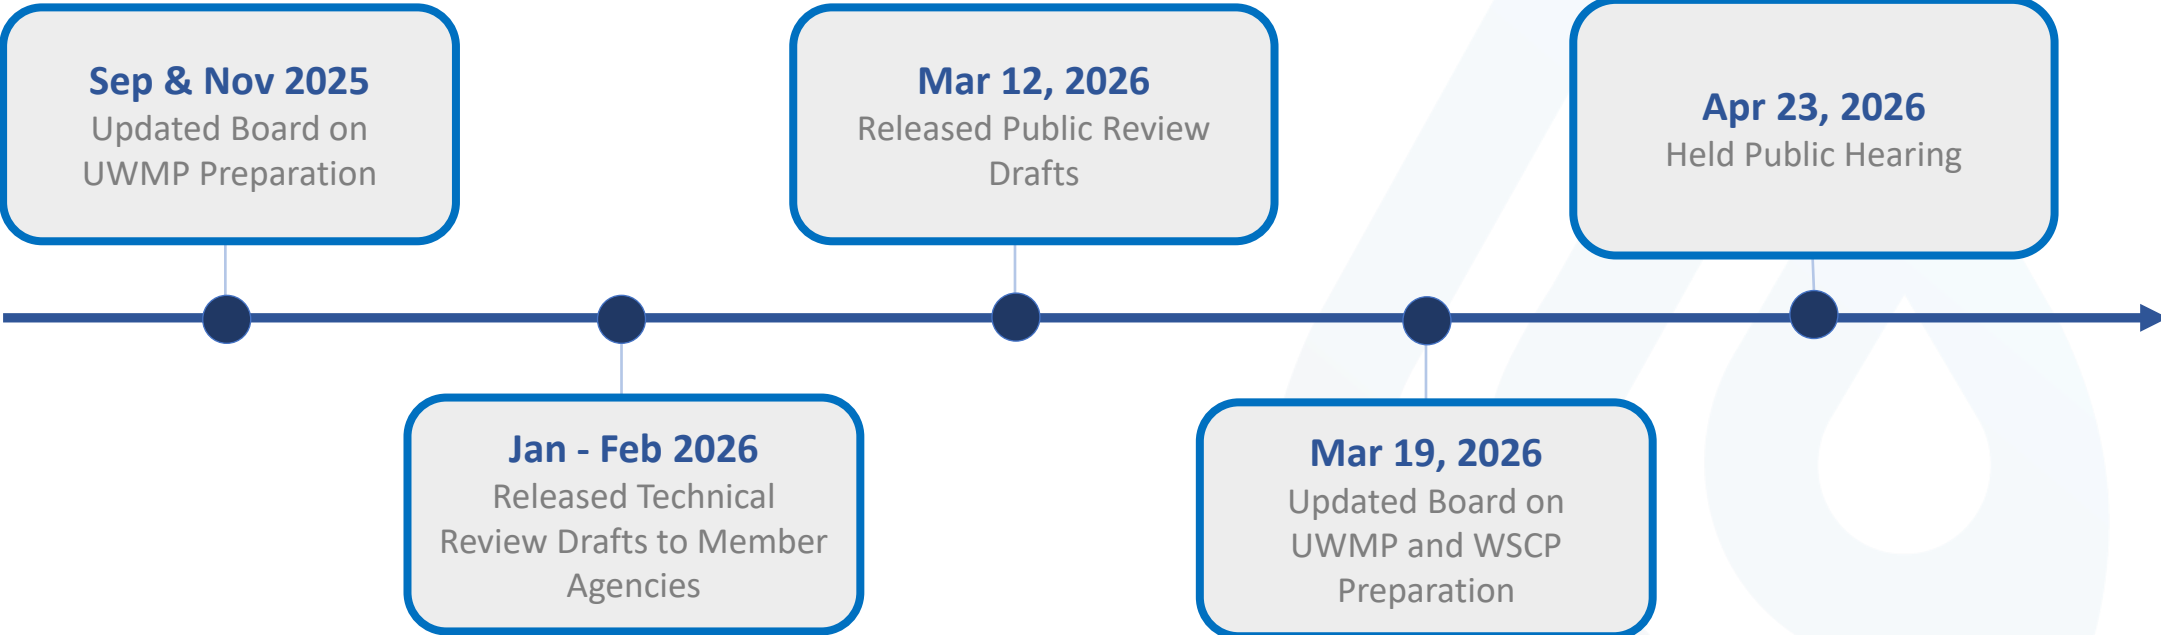 Sep & Nov 2025
Updated Board on
UWMP Preparation
Jan - Feb 2026
Released Technical
Review Drafts to Member
Agencies
Mar 12, 2026
Released Public Review
Drafts
Mar 19, 2026
Updated Board on
UWMP and WSCP
Preparation
Apr 23, 2026
Held Public Hearing